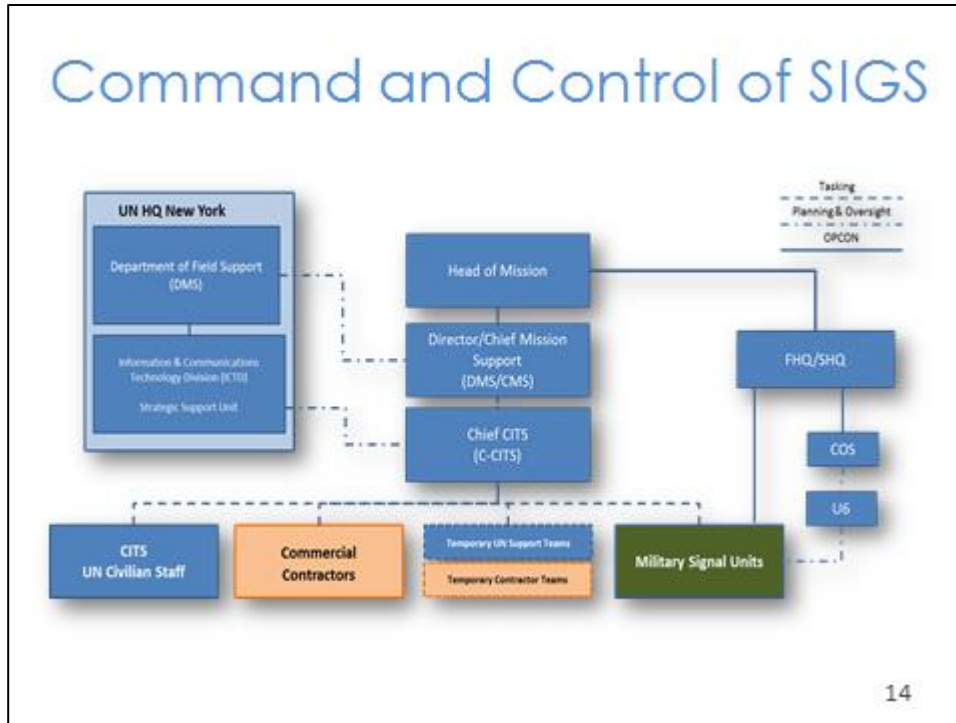 Command and Control of SIGS
UN HQ New York
Department of Field Support
(DMS)
Information & Communications
Technology Division (ICTD)
Strategic Support Unit
Head of Mission
Director/Chief Mission
Support
(DMS/CMS)
Chief CITS
(C-CITS)
Tasking
Planning & Oversight
OPCON
FHQ/SHQ
COS
U6
CITS
UN Civilian Staff
Commercial
Contractors
Temporary UN Support Teams
Temporary Contractor Teams
Military Signal Units
14